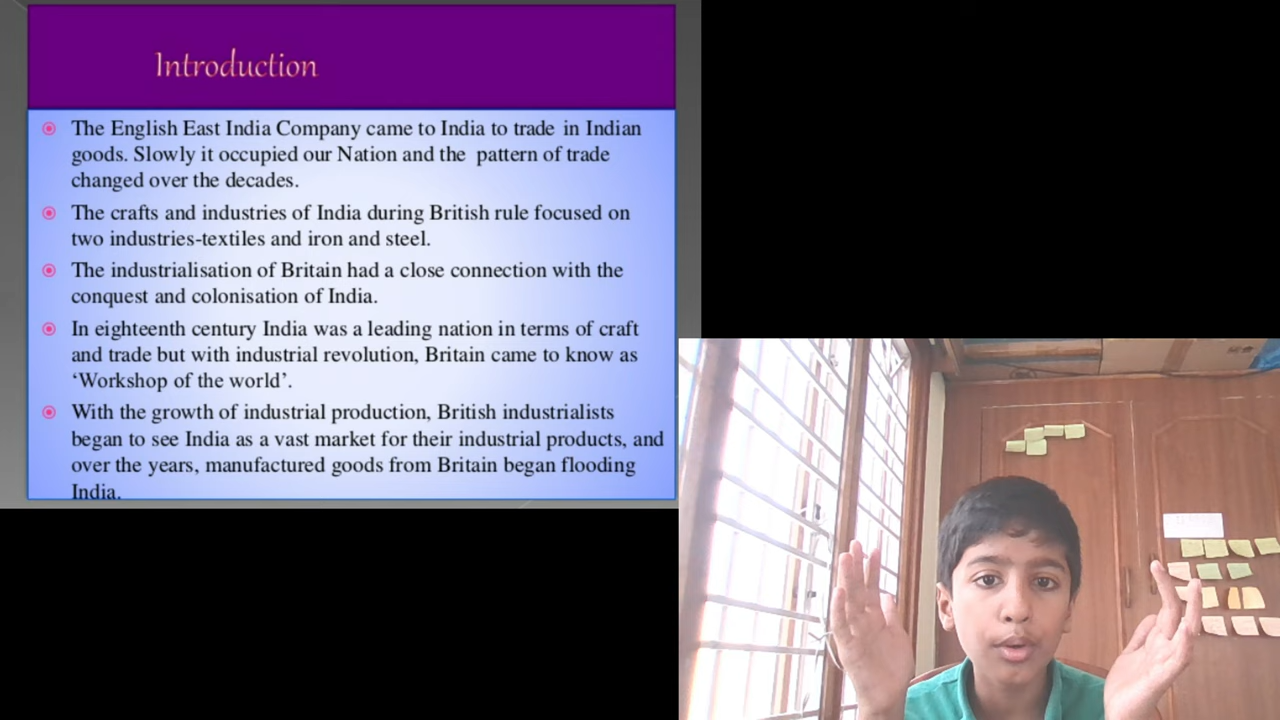 Introduction
The English East India Company came to India to trade in Indian
goods. Slowly it occupied our Nation and the pattern of trade
changed over the decades.
The crafts and industries of India during British rule focused on
two industries-textiles and iron and steel.
The industrialisation of Britain had a close connection with the
conquest and colonisation of India.
In eighteenth century India was a leading nation in terms of craft
and trade but with industrial revolution, Britain came to know as
‘Workshop of the world’.
With the growth of industrial production, British industrialists
began to see India as a vast market for their industrial products, and
over the years, manufactured goods from Britain began flooding
India.